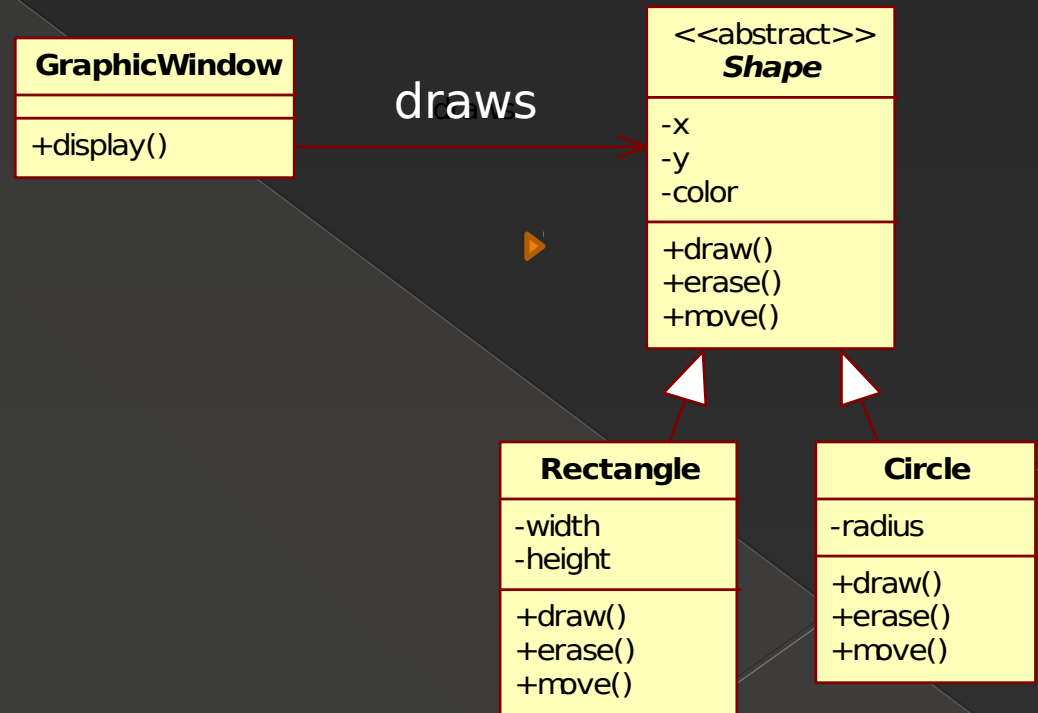 GraphicWindow
+display()
draws
<<abstract>>
Shape
-x
-y
-color
+draw()
+erase()
+move()
Rectangle
-width
-height
+draw()
+erase()
+move()
Circle
-radius
+draw()
+erase()
+move()